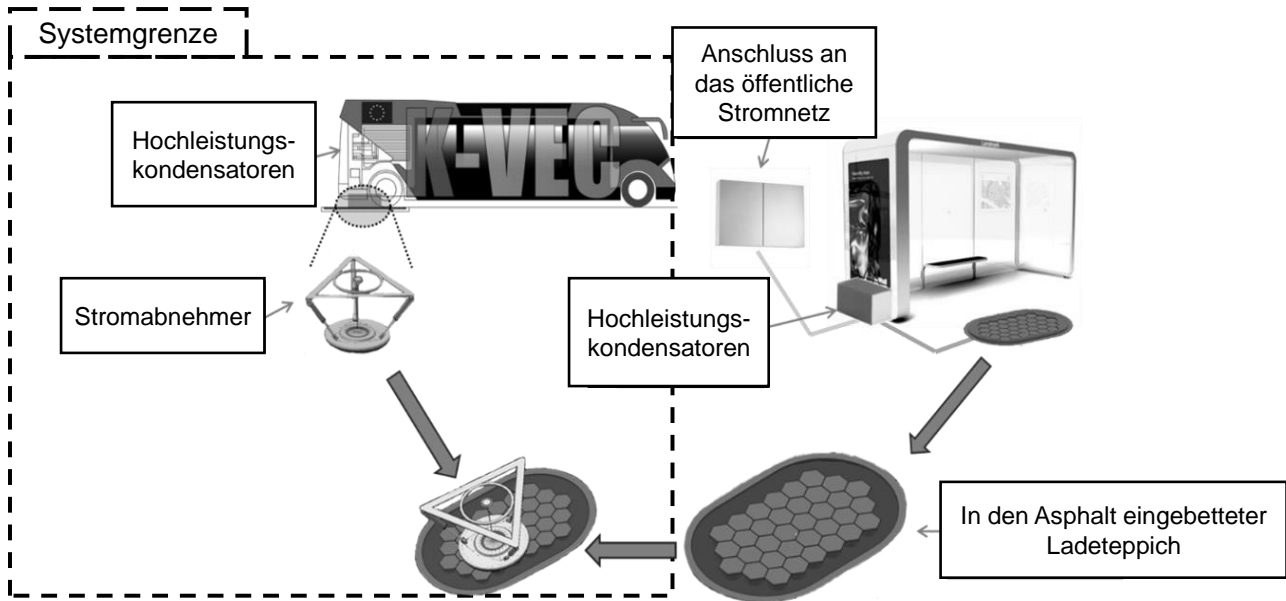 Systemgrenze
Anschluss an
das öffentliche
Stromnetz
Hochleistungs-
kondensatoren
K-VEC
Stromabnehmer
Hochleistungs-
kondensatoren
In den Asphalt eingebetteter
Ladeteppich